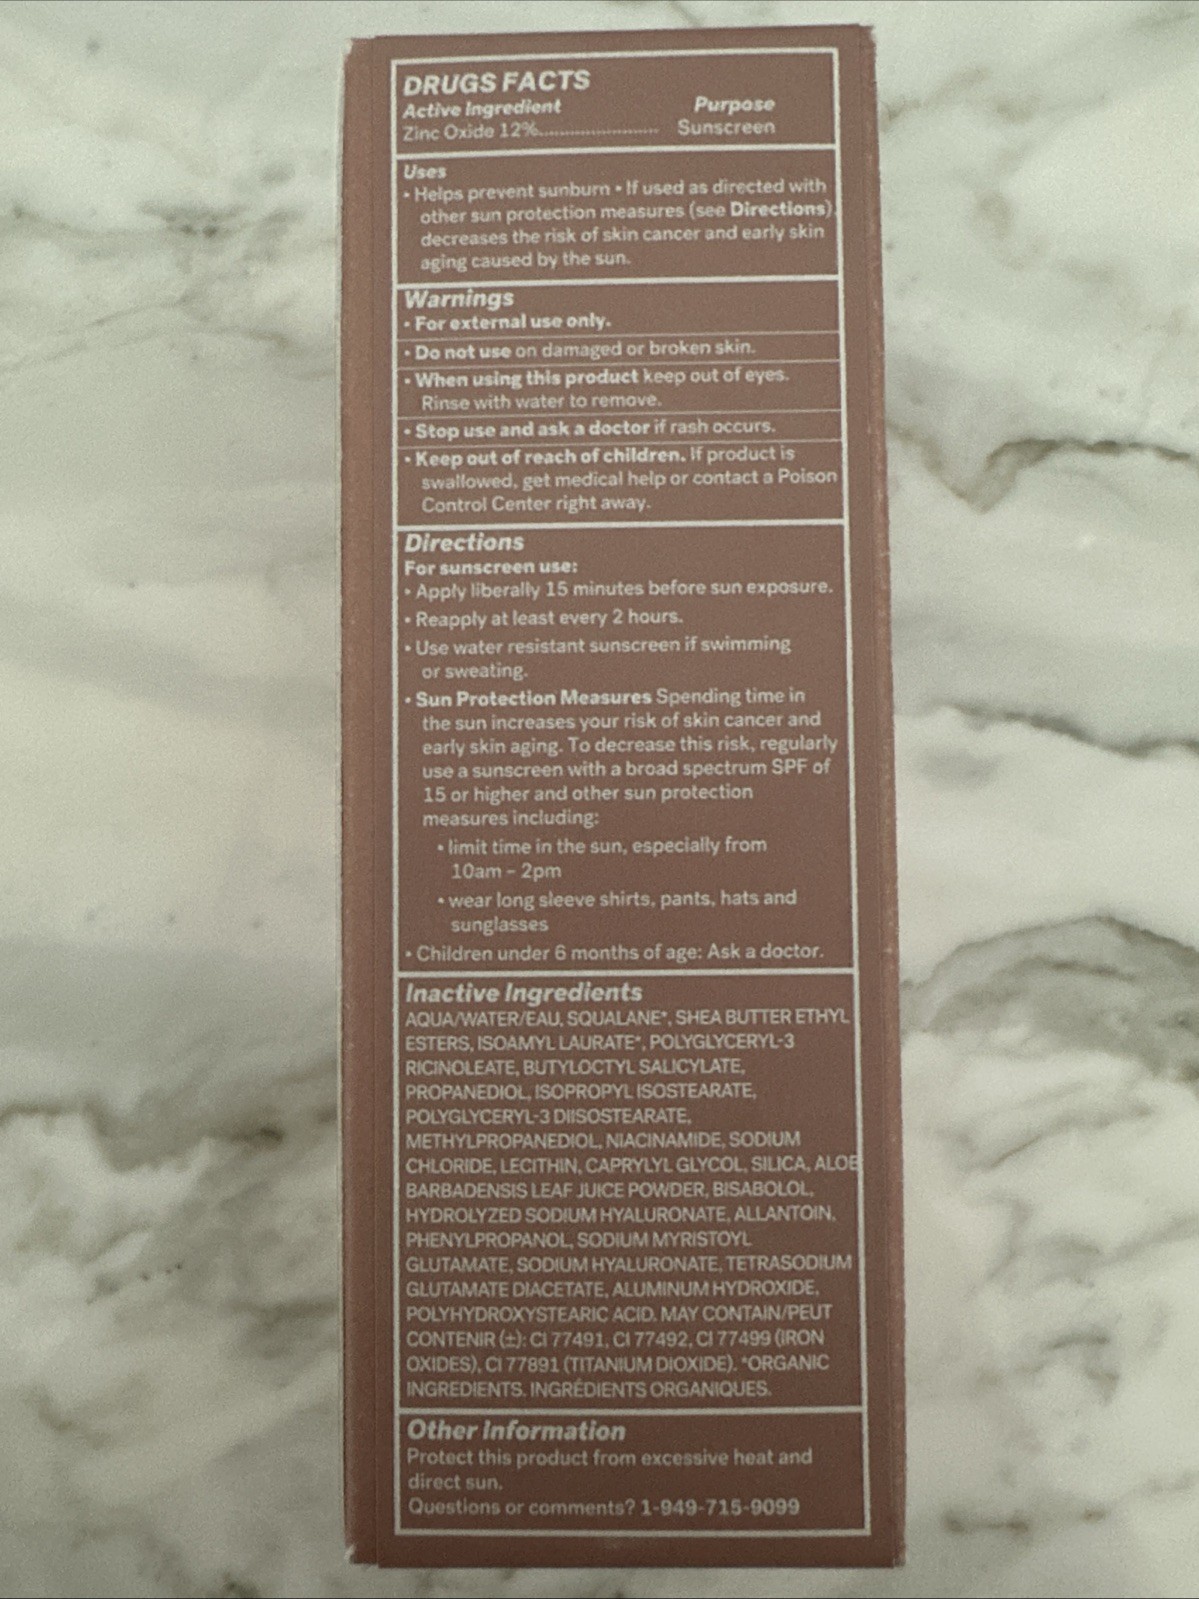 DRUGS FACTS
Active Ingredient Purpose
Zinc Oxide 12%........................ Sunscreen
Uses
• Helps prevent sunburn • If used as directed with
other sun protection measures (see Directions)
decreases the risk of skin cancer and early skin
aging caused by the sun.
Warnings
• For external use only.
• Do not use on damaged or broken skin.
• When using this product keep out of eyes.
Rinse with water to remove.
• Stop use and ask a doctor if rash occurs.
• Keep out of reach of children. If product is
swallowed, get medical help or contact a Poison
Control Center right away.
Directions
For sunscreen use:
• Apply liberally 15 minutes before sun exposure.
• Reapply at least every 2 hours.
• Use water resistant sunscreen if swimming
or sweating.
• Sun Protection Measures Spending time in
the sun increases your risk of skin cancer and
early skin aging. To decrease this risk, regularly
use a sunscreen with a broad spectrum SPF of
15 or higher and other sun protection
measures including:
• limit time in the sun, especially from
10am – 2pm
• wear long sleeve shirts, pants, hats and
sunglasses
• Children under 6 months of age: Ask a doctor.
Inactive Ingredients
AQUA/WATER/EAU, SQUALANE*, SHEA BUTTER ETHYL
ESTERS, ISOAMYL LAURATE*, POLYGLYCERYL-3
RICINOLEATE, BUTYLOCTYL SALICYLATE,
PROPANEDIOL, ISOPROPYL ISOSTEARATE,
POLYGLYCERYL-3 DIISOSTEARATE,
METHYLPROPANEDIOL, NIACINAMIDE, SODIUM
CHLORIDE, LECITHIN, CAPRYLYL GLYCOL, SILICA, ALOE
BARBADENSIS LEAF JUICE POWDER, BISABOLOL,
HYDROLYZED SODIUM HYALURONATE, ALLANTOIN,
PHENYLPROPANOL, SODIUM MYRISTOYL
GLUTAMATE, SODIUM HYALURONATE, TETRASODIUM
GLUTAMATE DIACETATE, ALUMINUM HYDROXIDE,
POLYHYDROXYSTEARIC ACID. MAY CONTAIN/PEUT
CONTENIR (±): CI 77491, CI 77492, CI 77499 (IRON
OXIDES), CI 77891 (TITANIUM DIOXIDE). *ORGANIC
INGREDIENTS. INGRÉDIENTS ORGANIQUES.
Other Information
Protect this product from excessive heat and
direct sun.
Questions or comments? 1-949-715-9099